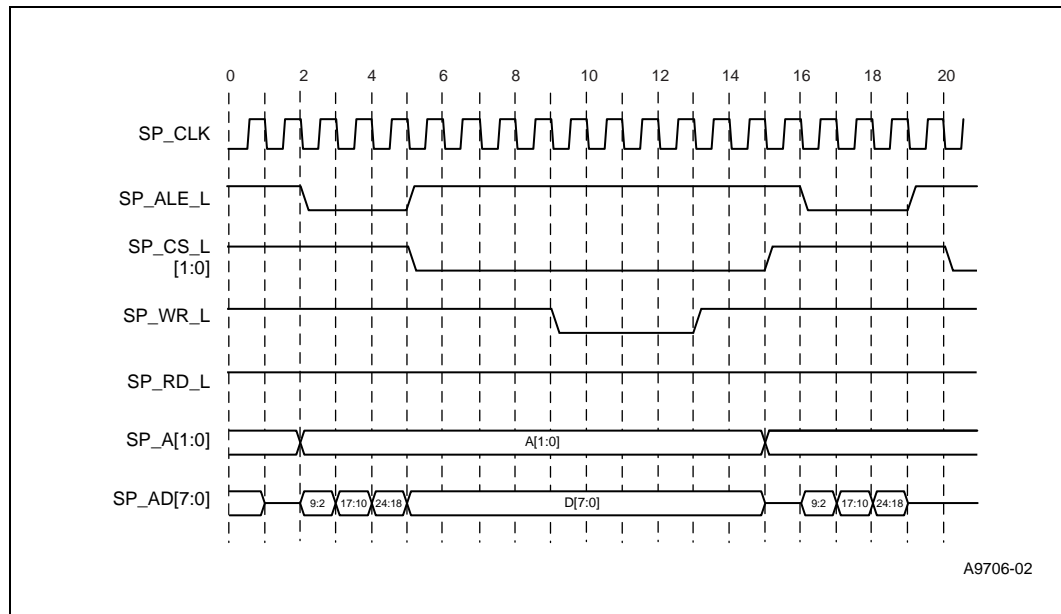 0 2 4 6 8 10 12 14 16 18 20
SP_CLK
SP_ALE_L
SP_CS_L
[1:0]
SP_WR_L
SP_RD_L
SP_A[1:0] A[1:0]
SP_AD[7:0] 9:2 17:10 24:18 D[7:0] 9:2 17:10 24:18
A9706-02